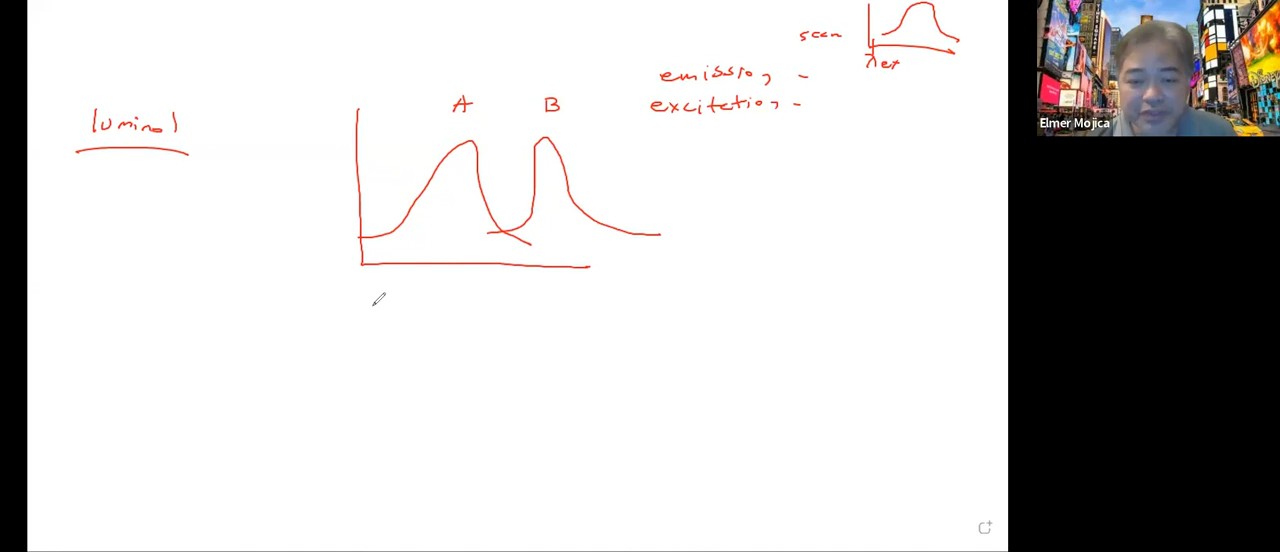 scan
λex
emission -
excitation -
A B
luminol
Elmer Mojica